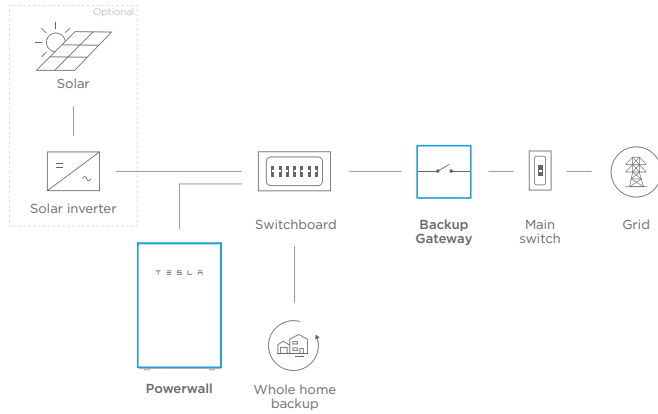 Optional
Solar
Solar inverter
Switchboard
Backup
Gateway
Main
switch
Grid
TESLA
Powerwall
Whole home
backup